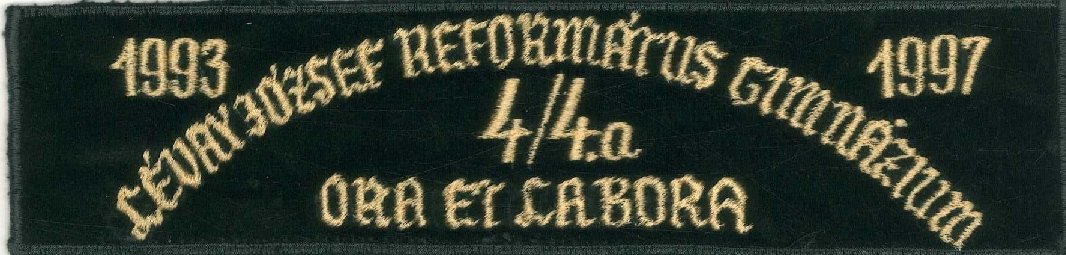 1993
1997
LÉVAY JÓZSEF REFORMÁTUS GIMNÁZIUM
4/4.a
ORA ET LABORA